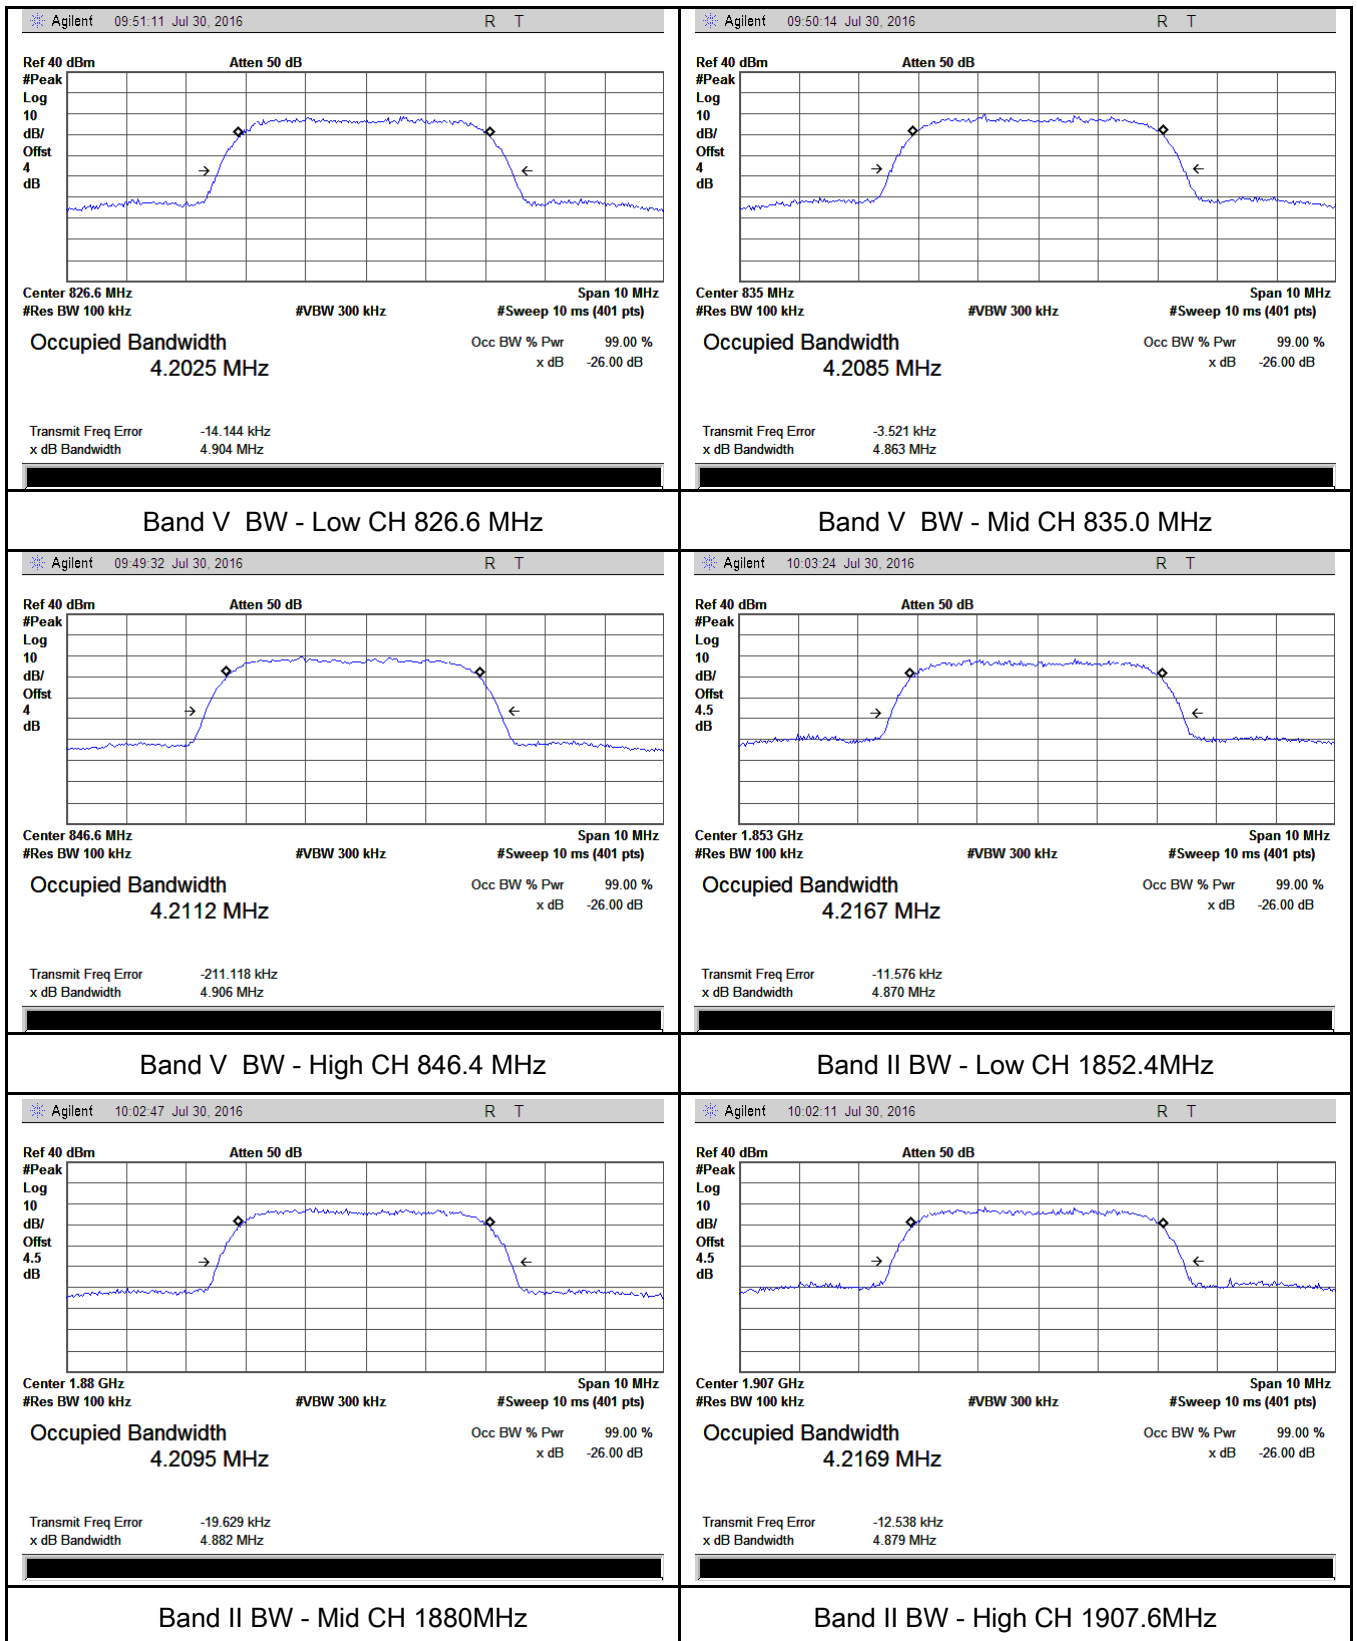 Agilent 09:51:11 Jul 30, 2016 R T
Ref 40 dBm Atten 50 dB
#Peak
Log
10
dB/
Offst
4
dB
Center 826.6 MHz Span 10 MHz
#Res BW 100 kHz #VBW 300 kHz #Sweep 10 ms (401 pts)
Occupied Bandwidth Occ BW % Pwr 99.00 %
4.2025 MHz x dB -26.00 dB
Transmit Freq Error -14.144 kHz
x dB Bandwidth 4.904 MHz
Band V BW - Low CH 826.6 MHz
Agilent 09:50:14 Jul 30, 2016 R T
Ref 40 dBm Atten 50 dB
#Peak
Log
10
dB/
Offst
4
dB
Center 835 MHz Span 10 MHz
#Res BW 100 kHz #VBW 300 kHz #Sweep 10 ms (401 pts)
Occupied Bandwidth Occ BW % Pwr 99.00 %
4.2085 MHz x dB -26.00 dB
Transmit Freq Error -3.521 kHz
x dB Bandwidth 4.863 MHz
Band V BW - Mid CH 835.0 MHz
Agilent 09:49:32 Jul 30, 2016 R T
Ref 40 dBm Atten 50 dB
#Peak
Log
10
dB/
Offst
4
dB
Center 846.6 MHz Span 10 MHz
#Res BW 100 kHz #VBW 300 kHz #Sweep 10 ms (401 pts)
Occupied Bandwidth Occ BW % Pwr 99.00 %
4.2112 MHz x dB -26.00 dB
Transmit Freq Error -211.118 kHz
x dB Bandwidth 4.906 MHz
Band V BW - High CH 846.4 MHz
Agilent 10:03:24 Jul 30, 2016 R T
Ref 40 dBm Atten 50 dB
#Peak
Log
10
dB/
Offst
4.5
dB
Center 1.853 GHz Span 10 MHz
#Res BW 100 kHz #VBW 300 kHz #Sweep 10 ms (401 pts)
Occupied Bandwidth Occ BW % Pwr 99.00 %
4.2167 MHz x dB -26.00 dB
Transmit Freq Error -11.576 kHz
x dB Bandwidth 4.870 MHz
Band II BW - Low CH 1852.4MHz
Agilent 10:02:47 Jul 30, 2016 R T
Ref 40 dBm Atten 50 dB
#Peak
Log
10
dB/
Offst
4.5
dB
Center 1.88 GHz Span 10 MHz
#Res BW 100 kHz #VBW 300 kHz #Sweep 10 ms (401 pts)
Occupied Bandwidth Occ BW % Pwr 99.00 %
4.2095 MHz x dB -26.00 dB
Transmit Freq Error -19.629 kHz
x dB Bandwidth 4.882 MHz
Band II BW - Mid CH 1880MHz
Agilent 10:02:11 Jul 30, 2016 R T
Ref 40 dBm Atten 50 dB
#Peak
Log
10
dB/
Offst
4.5
dB
Center 1.907 GHz Span 10 MHz
#Res BW 100 kHz #VBW 300 kHz #Sweep 10 ms (401 pts)
Occupied Bandwidth Occ BW % Pwr 99.00 %
4.2169 MHz x dB -26.00 dB
Transmit Freq Error -12.538 kHz
x dB Bandwidth 4.879 MHz
Band II BW - High CH 1907.6MHz